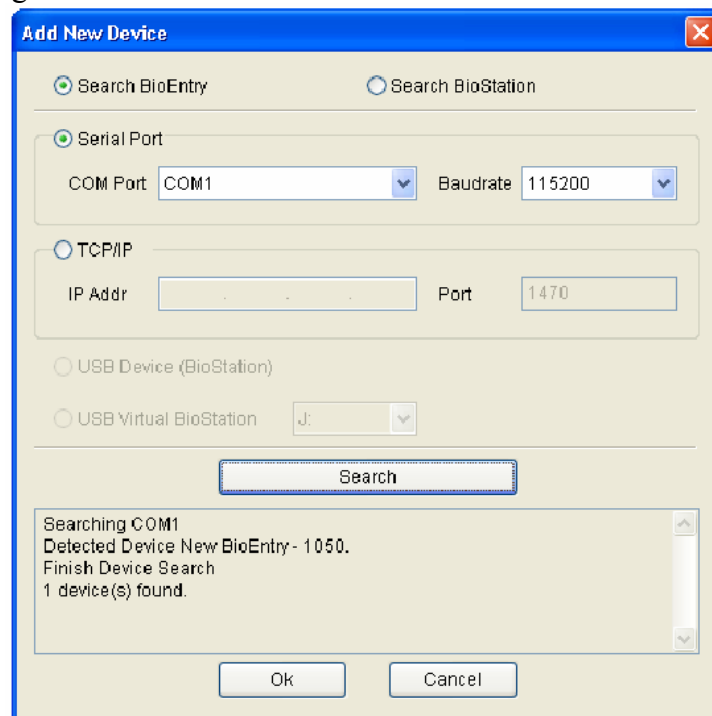 Add New Device
Search BioEntry Search BioStation
Serial Port
COM Port COM1 Baudrate 115200
TCP/IP
IP Addr . . . Port 1470
USB Device (BioStation)
USB Virtual BioStation J:
Search
Searching COM1
Detected Device New BioEntry - 1050.
Finish Device Search
1 device(s) found.
Ok Cancel